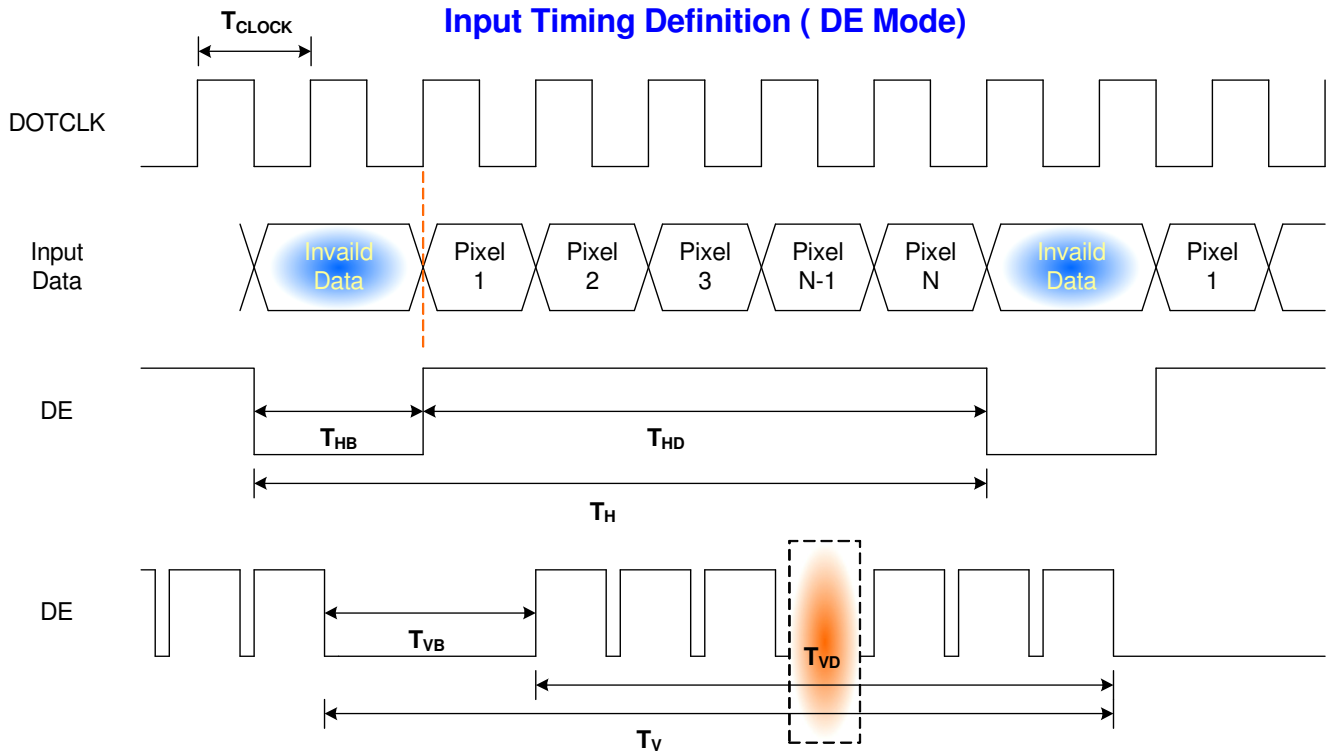 Input Timing Definition ( DE Mode)
TCLOCK
DOTCLK
Input
Data
Invaild
Data
Pixel
1
Pixel
2
Pixel
3
Pixel
N-1
Pixel
N
Invaild
Data
Pixel
1
DE
THB
THD
TH
DE
TVB
TVD
TV